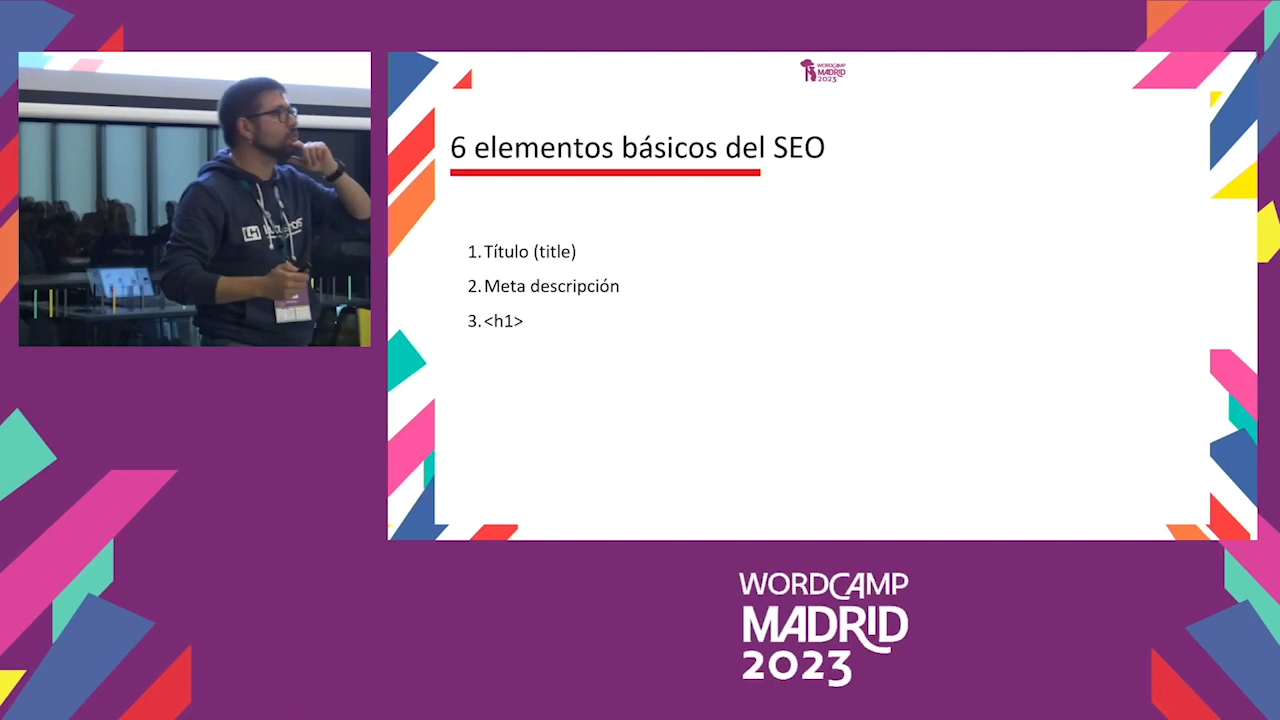 WORDCAMP
MADRID
2023
6 elementos básicos del SEO
1. Título (title)
2. Meta descripción
3. <h1>
WORDCAMP
MADRID
2023